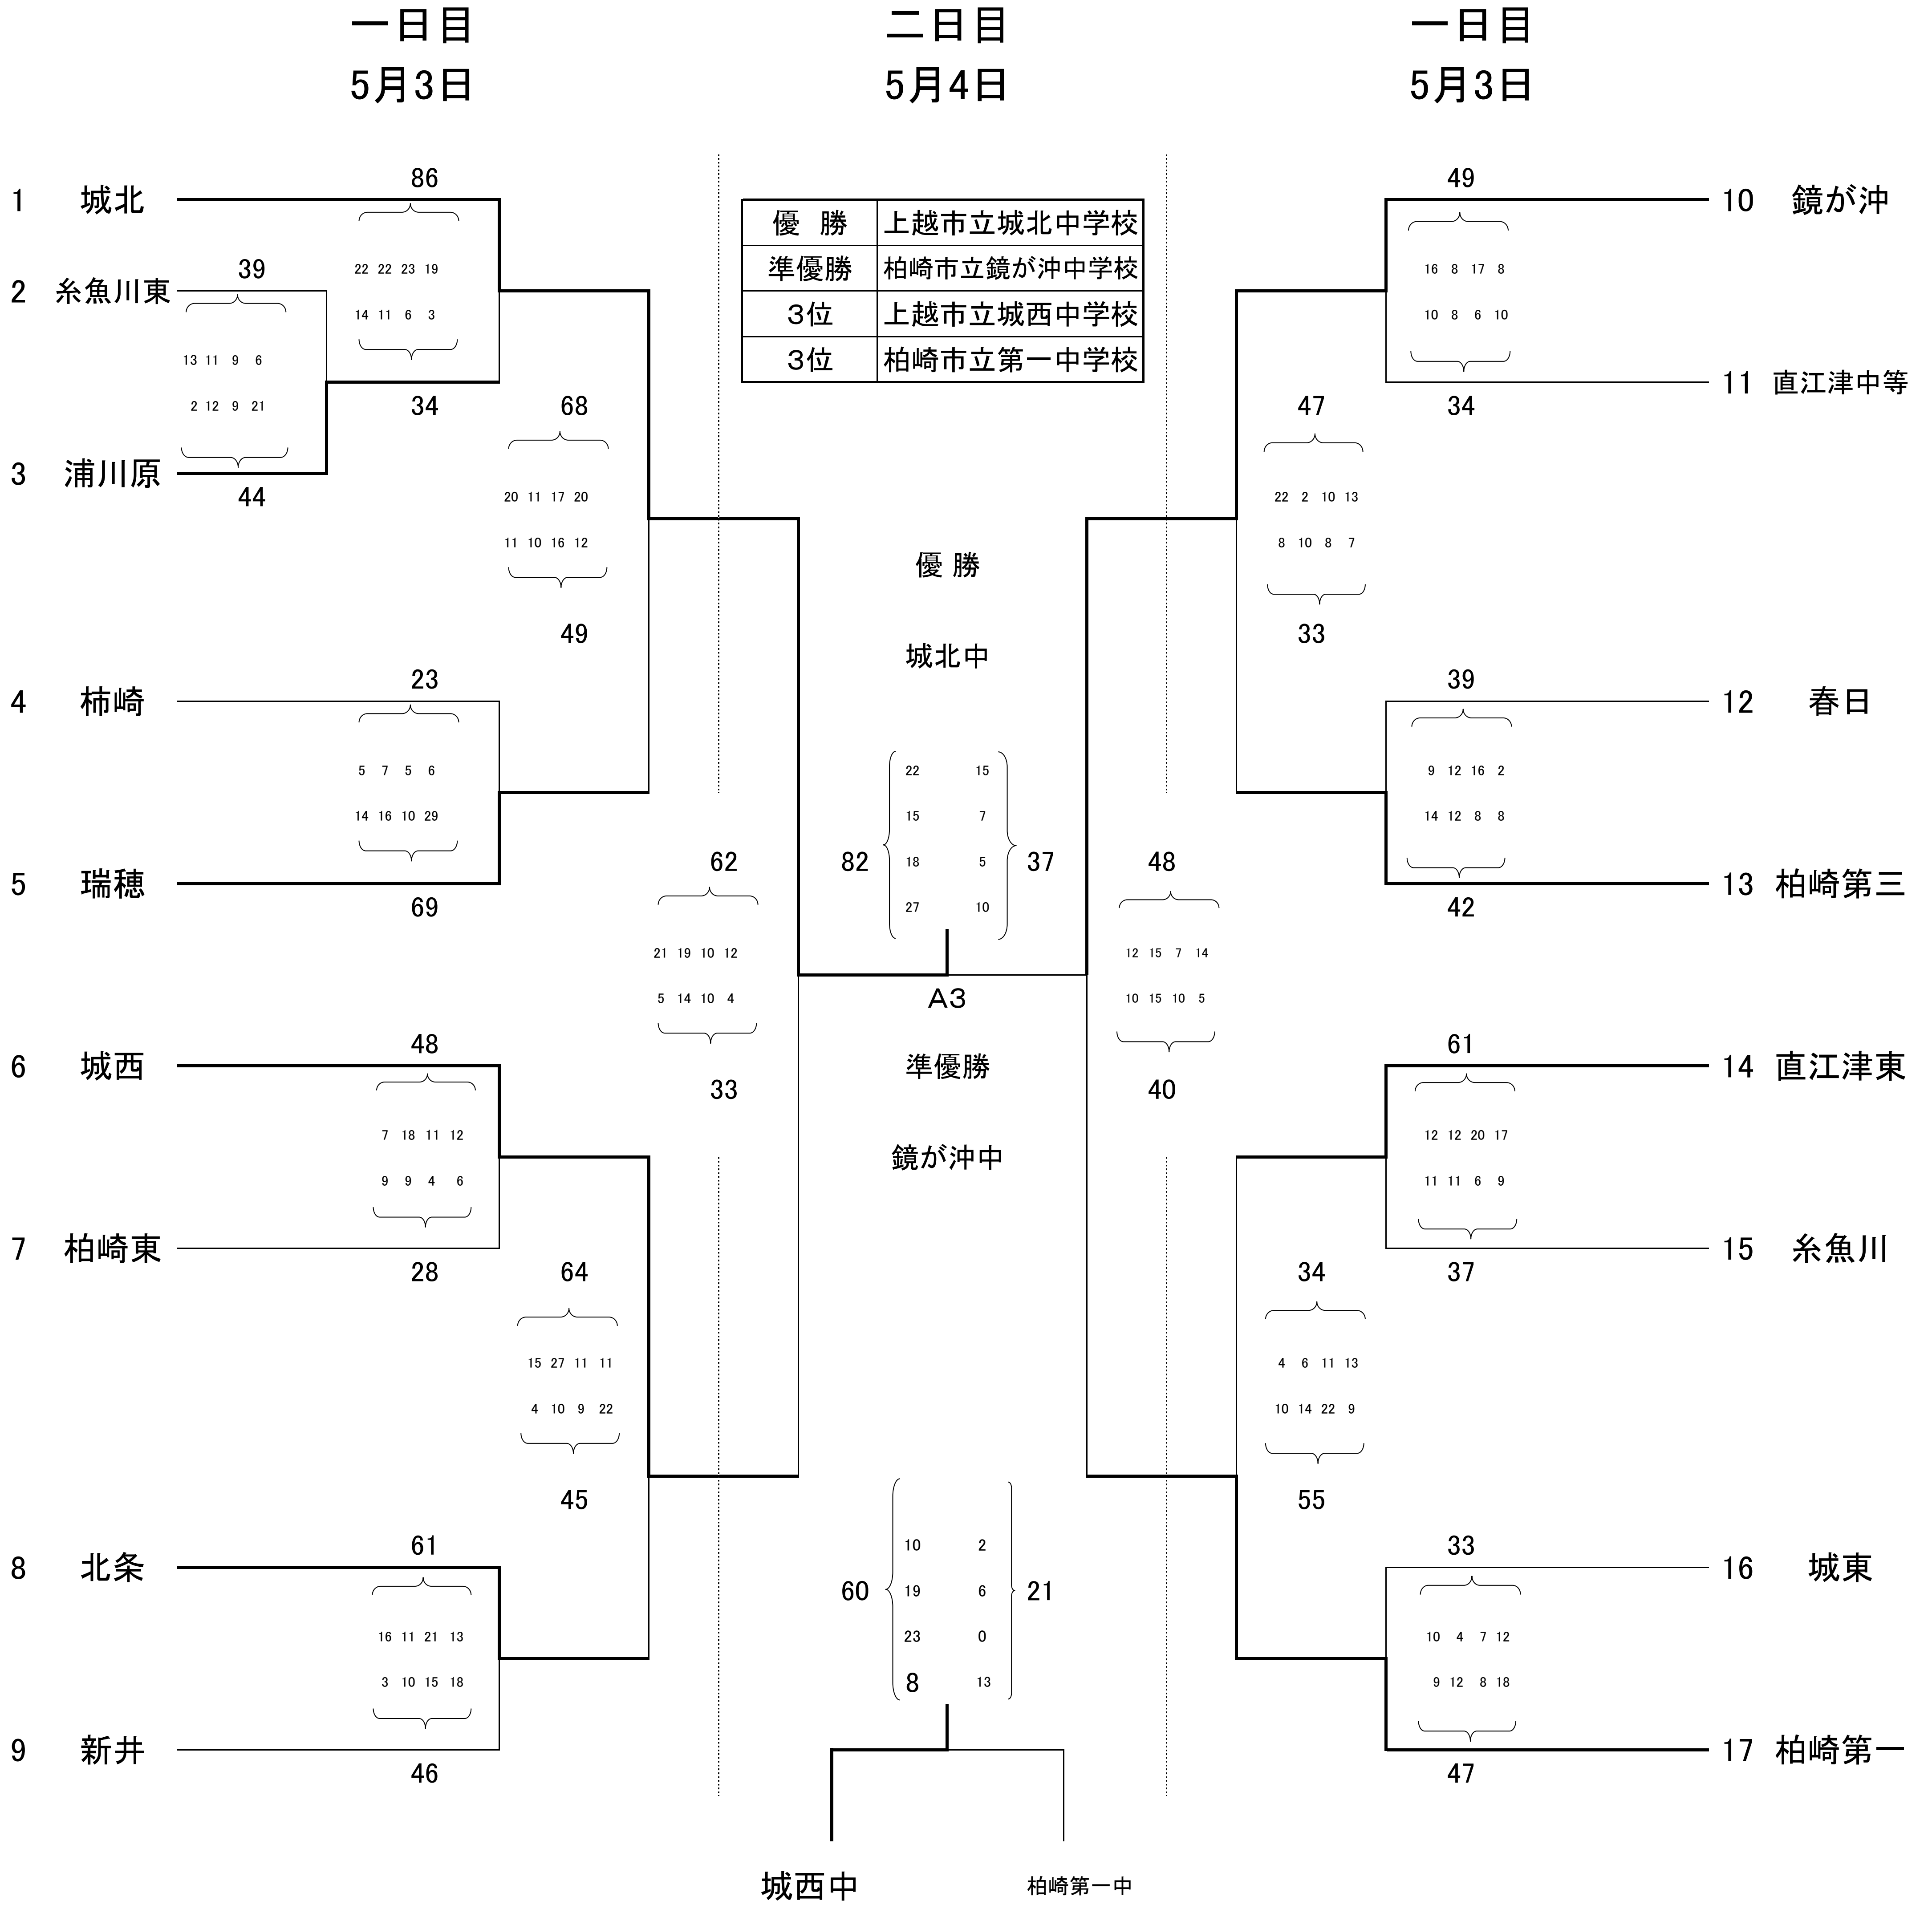 一日目 二日目 一日目
5月3日 5月4日 5月3日
86 49
1 城北
優 勝 上越市立城北中学校
10 鏡が沖
39
22 22 23 19
準優勝 柏崎市立鏡が沖中学校
16 8 17 8
2 糸魚川東
14 11 6 3
3位 上越市立城西中学校
10 8 6 10
13 11 9 6
3位 柏崎市立第一中学校
11 直江津中等
2 12 9 21
34 68 47 34
3 浦川原
44
20 11 17 20
22 2 10 13
11 10 16 12
8 10 8 7
優 勝
49 33
城北中
23 39
4 柿崎
12 春日
5 7 5 6
22 15
9 12 16 2
14 16 10 29
15 7
14 12 8 8
62 82 18 5 37 48
5 瑞穂
13 柏崎第三
69
27 10
42
21 19 10 12
12 15 7 14
5 14 10 4
A3
10 15 10 5
48 61
6 城西
33
準優勝
40
14 直江津東
7 18 11 12
鏡が沖中
12 12 20 17
9 9 4 6
11 11 6 9
7 柏崎東
15 糸魚川
28 64 34 37
15 27 11 11
4 6 11 13
4 10 9 22
10 14 22 9
45 55
61
10 2
33
8 北条
16 城東
60 19 6 21
16 11 21 13
23 0
10 4 7 12
3 10 15 18
8 13
9 12 8 18
9 新井
17 柏崎第一
46 47
城西中 柏崎第一中